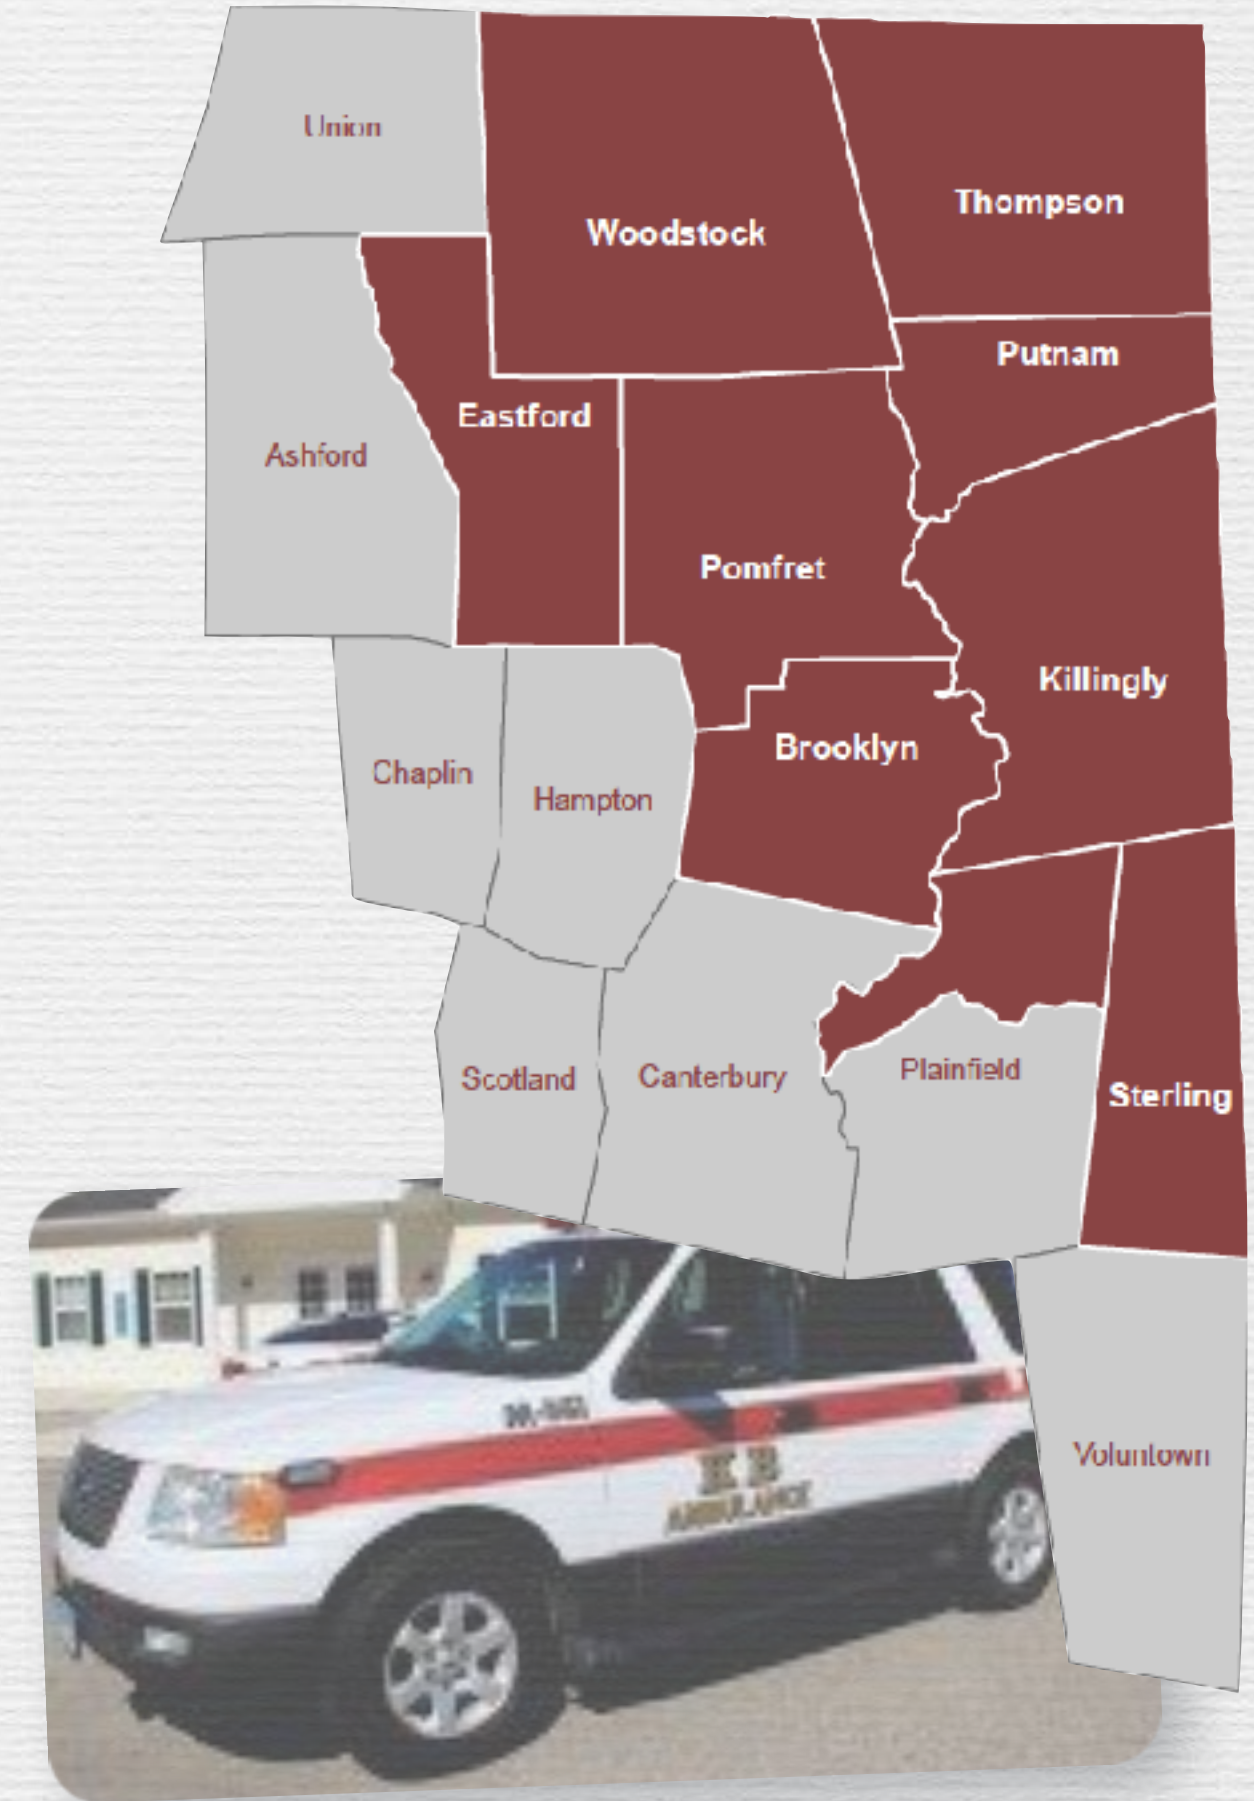 Union
Woodstock
Thompson
Putnam
Eastford
Ashford
Pomfret
Killingly
Brooklyn
Chaplin
Hampton
Scotland
Canterbury
Plainfield
Sterling
Voluntown
K B
AMBULANCE